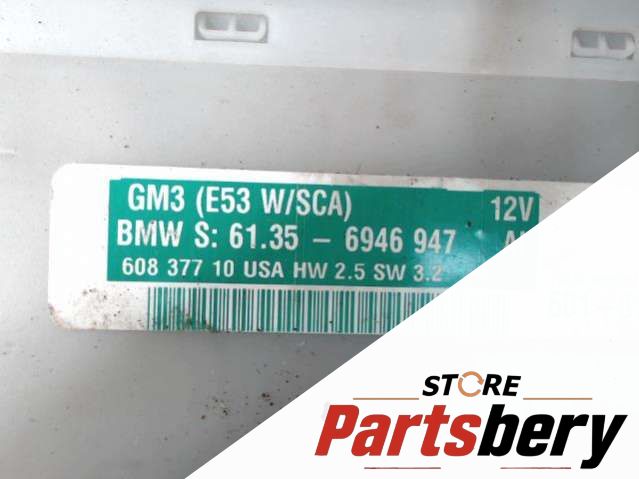 GM3 (E53 W/SCA) 12V
BMW S: 61.35 - 6946 947
608 377 10 USA HW 2.5 SW 3.2
STORE
Partsbery